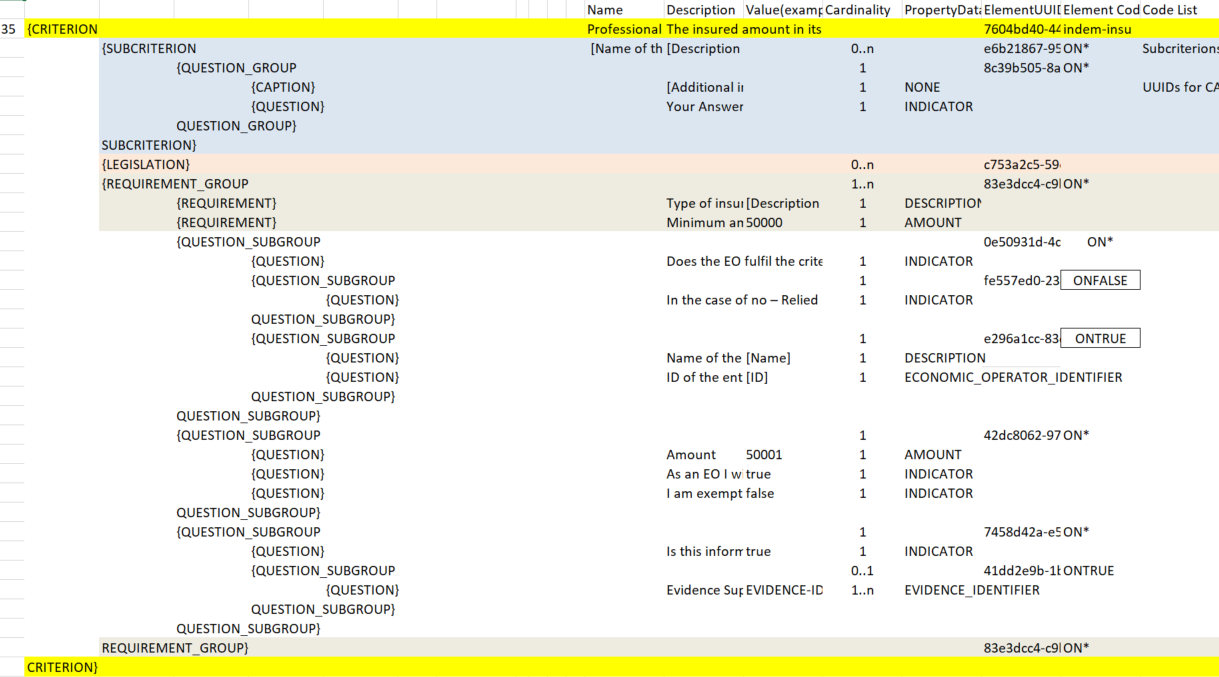 Name Description Value(examp Cardinality PropertyData ElementUUI Element Cod Code List
35 {CRITERION Professional The insured amount in its 7604bd40-44 indem-insu
{SUBCRITERION [Name of th [Description 0..n e6b21867-95 ON* Subcriterions
{QUESTION_GROUP 1 8c39b505-8a ON*
{CAPTION} [Additional in 1 NONE UUIDs for CA
{QUESTION} Your Answer 1 INDICATOR
QUESTION_GROUP}
SUBCRITERION}
{LEGISLATION} 0..n c753a2c5-59
{REQUIREMENT_GROUP 1..n 83e3dcc4-c9 ON*
{REQUIREMENT} Type of insu [Description 1 DESCRIPTION
{REQUIREMENT} Minimum an 50000 1 AMOUNT
{QUESTION_SUBGROUP 0e50931d-4c ON*
{QUESTION} Does the EO fulfil the crite 1 INDICATOR
{QUESTION_SUBGROUP 1 fe557ed0-23 ONFALSE
{QUESTION} In the case of no – Relied 1 INDICATOR
QUESTION_SUBGROUP}
{QUESTION_SUBGROUP 1 e296a1cc-83 ONTRUE
{QUESTION} Name of the [Name] 1 DESCRIPTION
{QUESTION} ID of the ent [ID] 1 ECONOMIC_OPERATOR_IDENTIFIER
QUESTION_SUBGROUP}
QUESTION_SUBGROUP}
{QUESTION_SUBGROUP 1 42dc8062-97 ON*
{QUESTION} Amount 50001 1 AMOUNT
{QUESTION} As an EO I w true 1 INDICATOR
{QUESTION} I am exempt false 1 INDICATOR
QUESTION_SUBGROUP}
{QUESTION_SUBGROUP 1 7458d42a-e5 ON*
{QUESTION} Is this inform true 1 INDICATOR
{QUESTION_SUBGROUP 0..1 41dd2e9b-1b ONTRUE
{QUESTION} Evidence Sup EVIDENCE-ID 1..n EVIDENCE_IDENTIFIER
QUESTION_SUBGROUP}
QUESTION_SUBGROUP}
REQUIREMENT_GROUP} 83e3dcc4-c9 ON*
CRITERION}